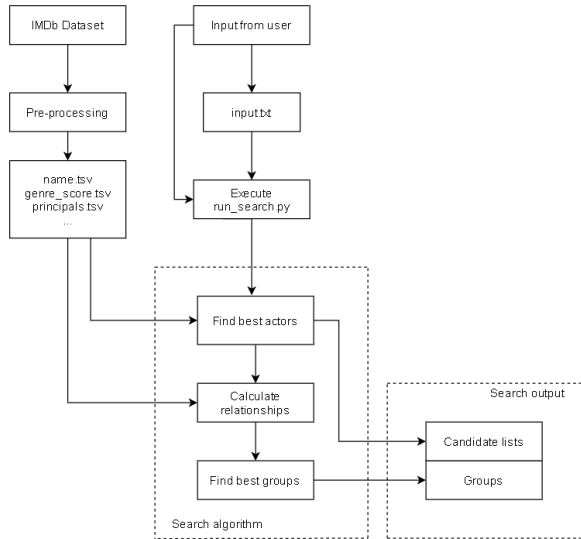 IMDb Dataset
Input from user
Pre-processing
input.txt
name.tsv
genre_score.tsv
principals.tsv
...
Execute
run_search.py
Find best actors
Calculate
relationships
Search output
Candidate lists
Find best groups
Groups
Search algorithm